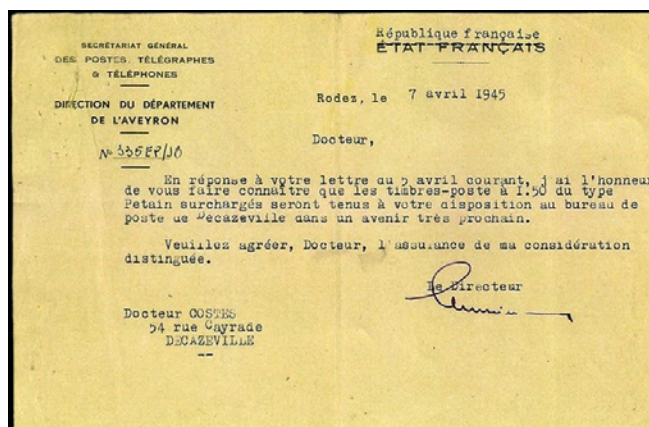 SECRÉTARIAT GÉNÉRAL
DES POSTES, TÉLÉGRAPHES
& TÉLÉPHONES
DIRECTION DU DÉPARTEMENT
DE L'AVEYRON
N°
République française
ÉTAT FRANÇAIS
Rodez, le 7 avril 1945
Docteur,
En réponse à votre lettre du 5 avril courant, j ai l'honneur
de vous faire connaître que les timbres-poste à 1.50 du type
Petain surchargés seront tenus à votre disposition au bureau de
poste de Decazeville dans un avenir très prochain.
Veuillez agréer, Docteur, l'assurance de ma considération
distinguée.
Le Directeur
Docteur COSTES
54 rue Cayrade
DECAZEVILLE